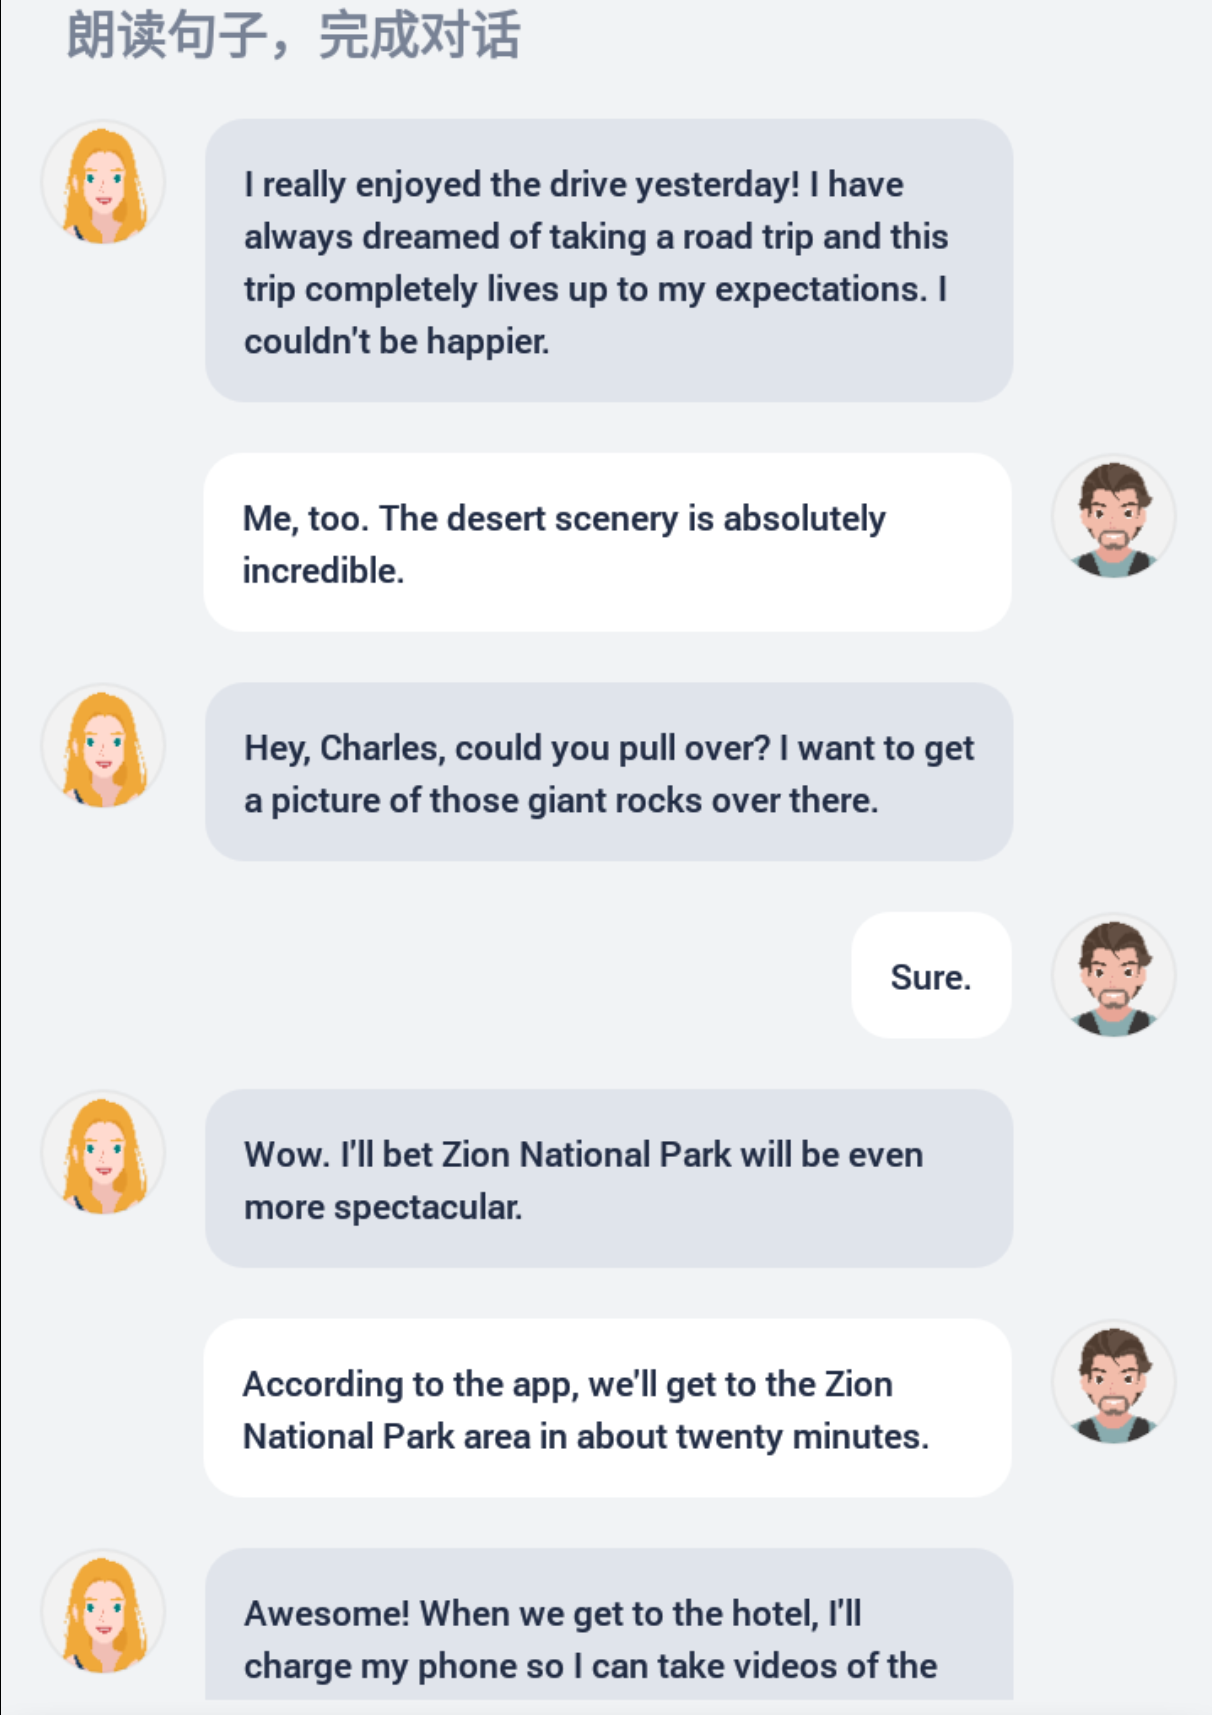 朗读句子，完成对话
I really enjoyed the drive yesterday! I have
always dreamed of taking a road trip and this
trip completely lives up to my expectations. I
couldn't be happier.
Me, too. The desert scenery is absolutely
incredible.
Hey, Charles, could you pull over? I want to get
a picture of those giant rocks over there.
Sure.
Wow. I'll bet Zion National Park will be even
more spectacular.
According to the app, we'll get to the Zion
National Park area in about twenty minutes.
Awesome! When we get to the hotel, I'll
charge my phone so I can take videos of the